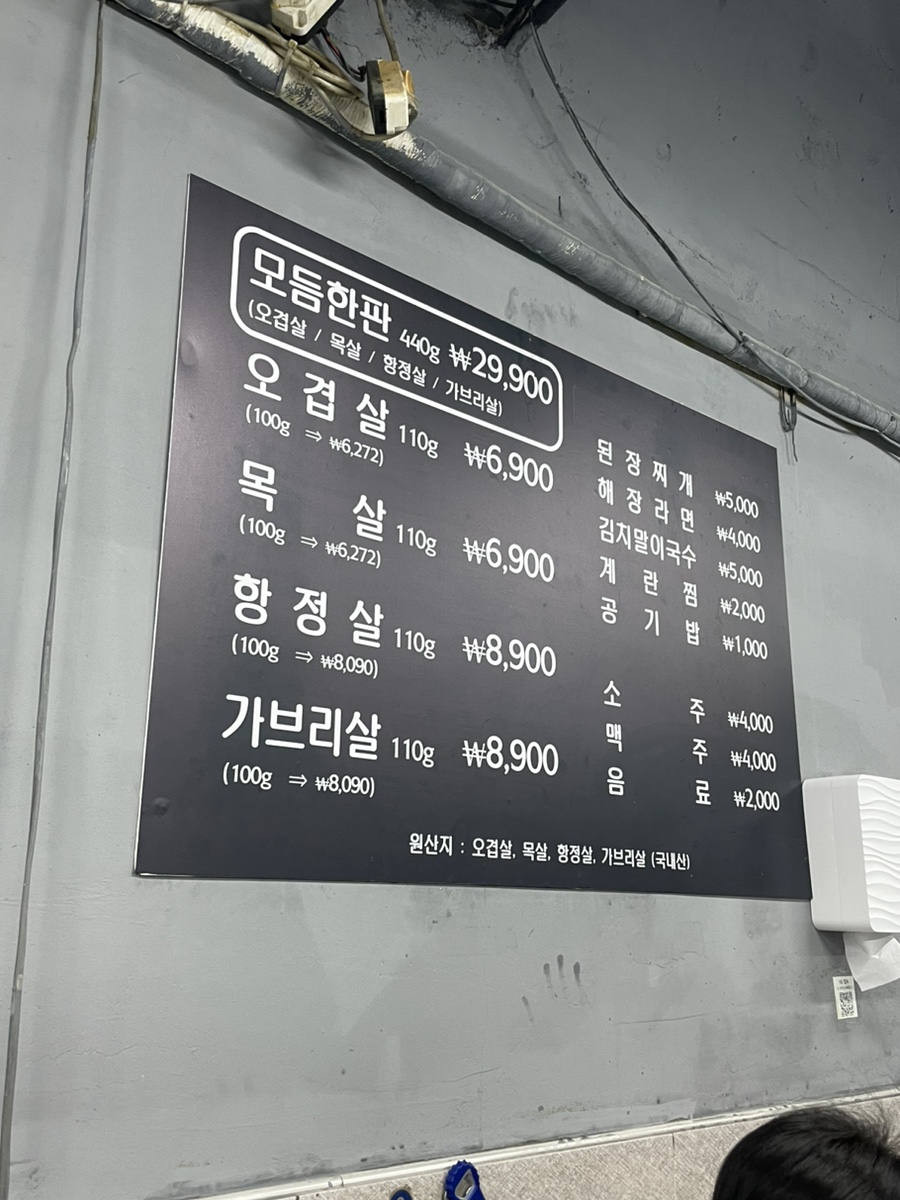 모듬한판 440g ₩29,900
(오겹살 / 목살 / 항정살 / 가브리살)
오겹살 110g ₩6,900
(100g ⇒ ₩6,272)
목살 110g ₩6,900
(100g ⇒ ₩6,272)
항정살 110g ₩8,900
(100g ⇒ ₩8,090)
가브리살 110g ₩8,900
(100g ⇒ ₩8,090)
된장찌개 ₩5,000
해장라면 ₩4,000
김치말이국수 ₩5,000
계란찜 ₩2,000
공기밥 ₩1,000
소주 ₩4,000
맥주 ₩4,000
음료 ₩2,000
원산지 : 오겹살, 목살, 항정살, 가브리살 (국내산)